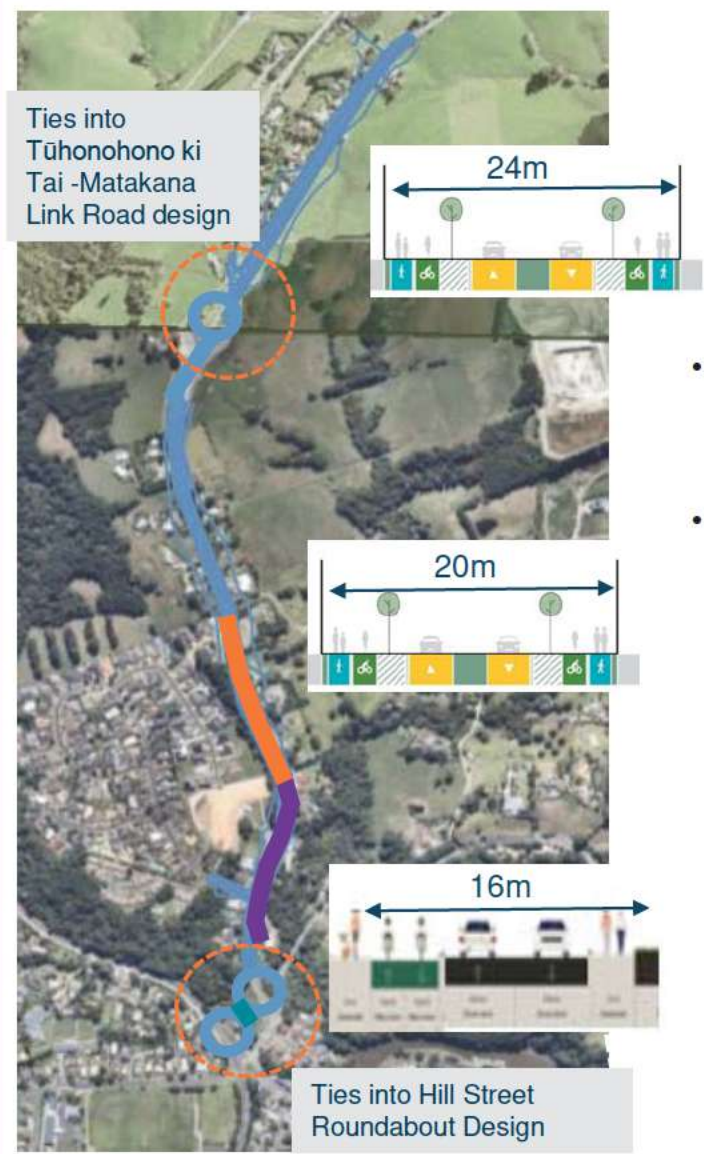 Ties into
Tūhonohono ki
Tai -Matakana
Link Road design
24m
20m
16m
Ties into Hill Street
Roundabout Design